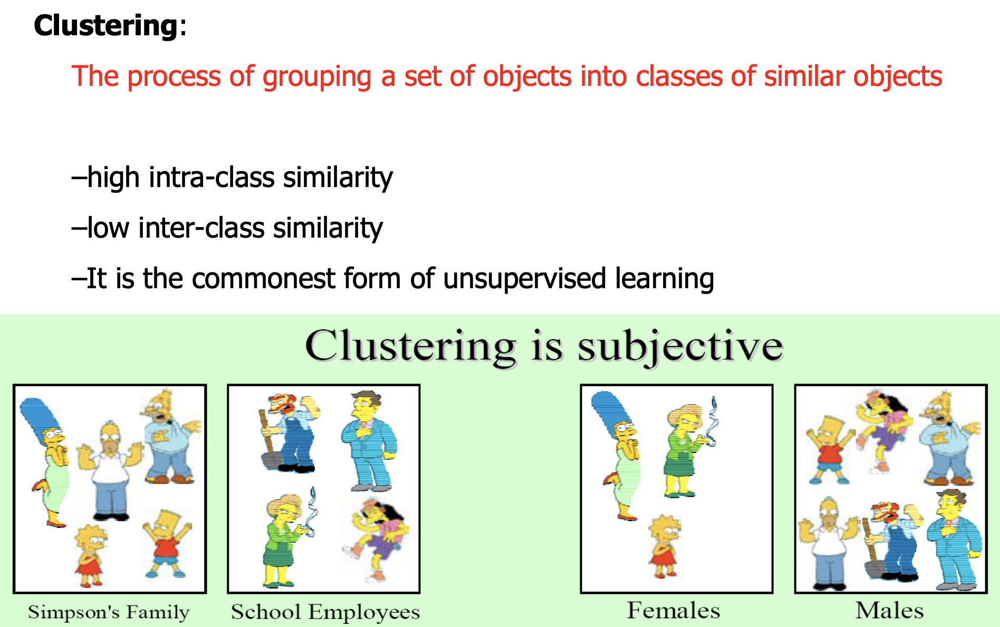 Clustering:
The process of grouping a set of objects into classes of similar objects
–high intra-class similarity
–low inter-class similarity
–It is the commonest form of unsupervised learning
Clustering is subjective
Simpson's Family
School Employees
Females
Males